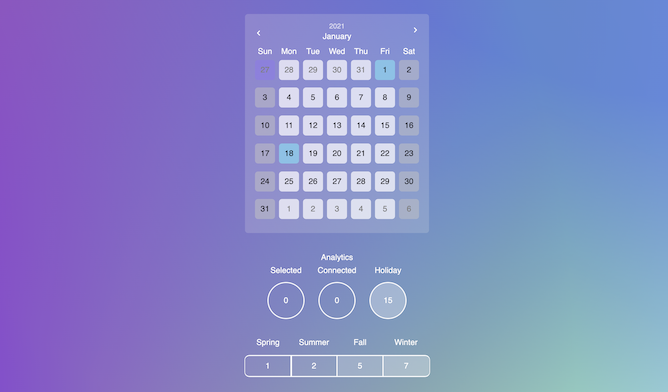 2021
‹ January ›
Sun Mon Tue Wed Thu Fri Sat
27 28 29 30 31 1 2
3 4 5 6 7 8 9
10 11 12 13 14 15 16
17 18 19 20 21 22 23
24 25 26 27 28 29 30
31 1 2 3 4 5 6
Analytics
Selected Connected Holiday
0 0 15
Spring Summer Fall Winter
1 2 5 7